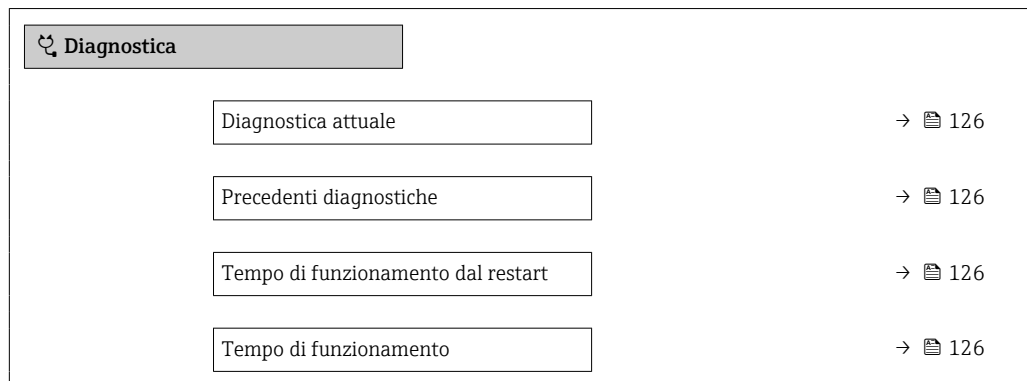 Diagnostica
Diagnostica attuale → 126
Precedenti diagnostiche → 126
Tempo di funzionamento dal restart → 126
Tempo di funzionamento → 126